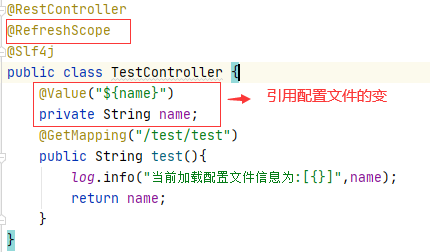 @RestController
@RefreshScope
@Slf4j
public class TestController {
@Value("${name}")
private String name;
引用配置文件的变
@GetMapping("/test/test")
public String test(){
log.info("当前加载配置文件信息为:[{}]",name);
return name;
}
}